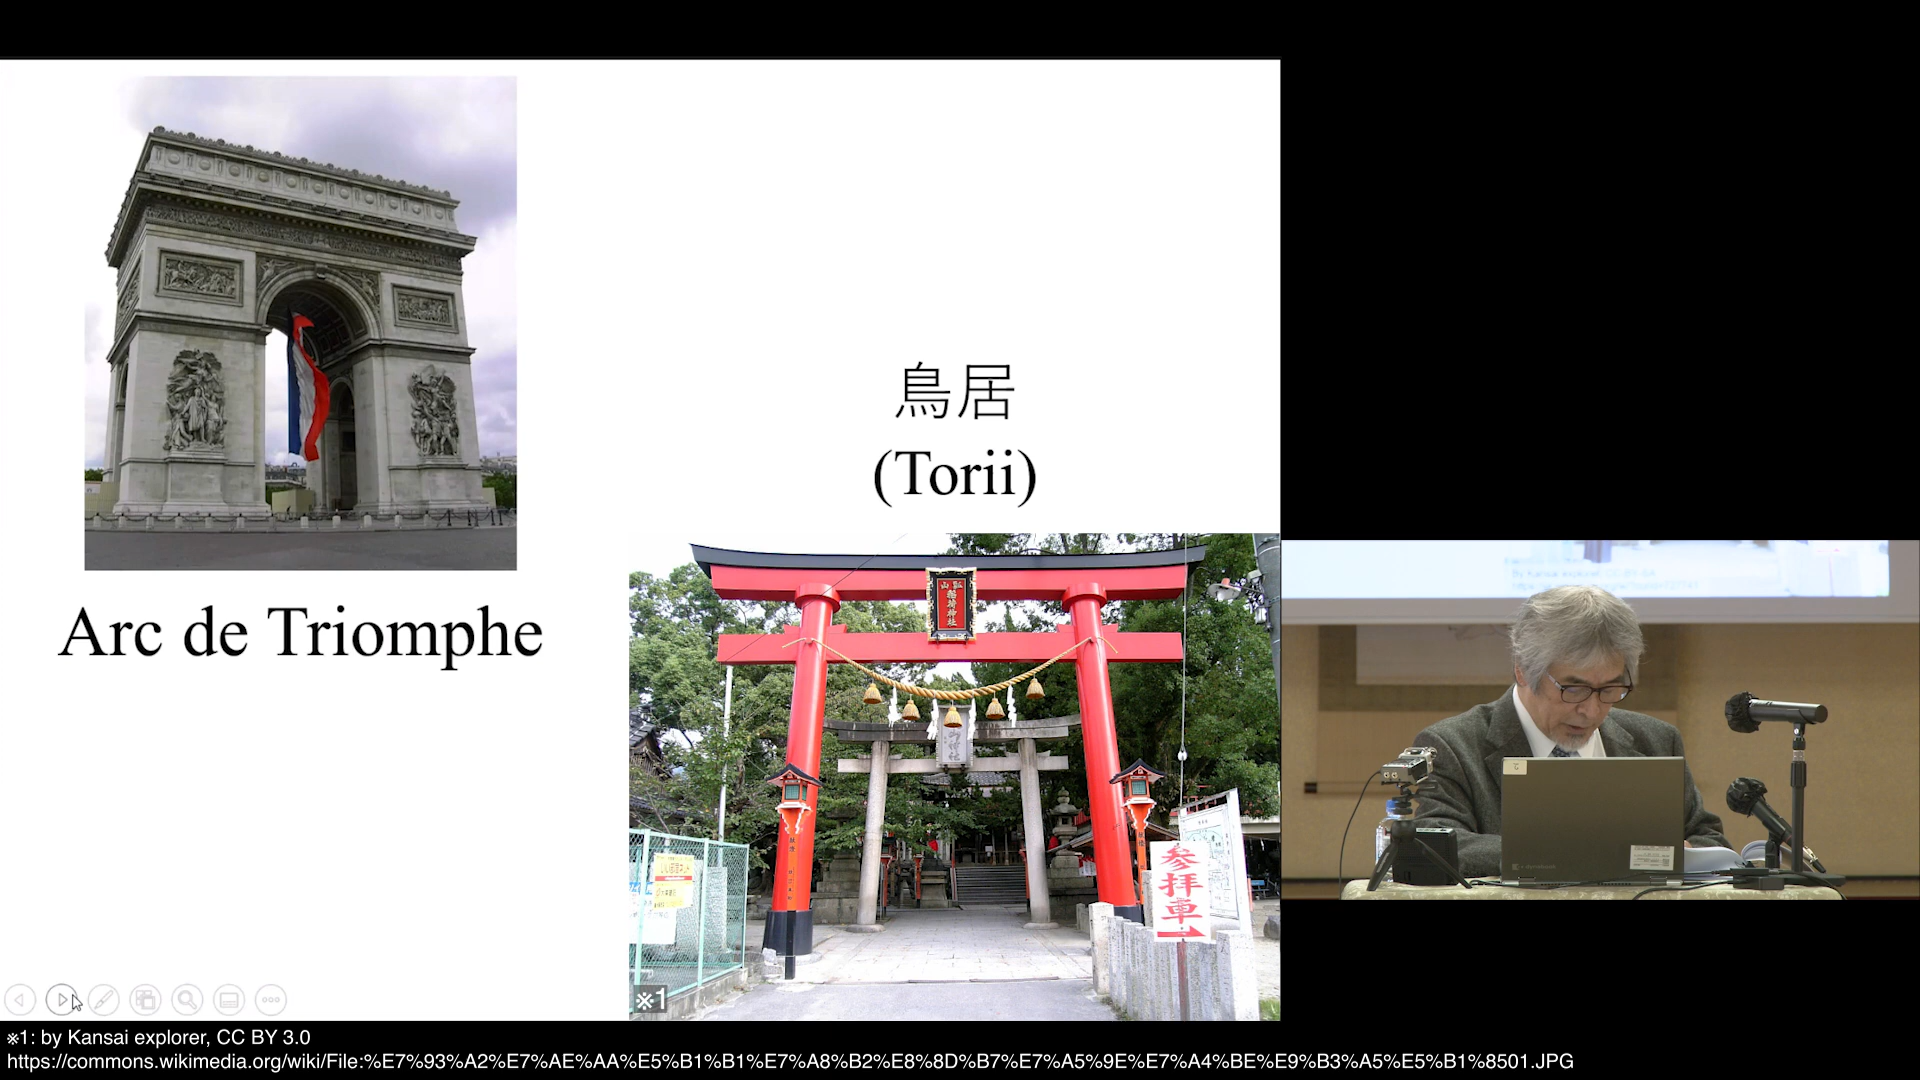 Arc de Triomphe
鳥居
(Torii)
参拝車
※1
※1: by Kansai explorer, CC BY 3.0
https://commons.wikimedia.org/wiki/File:%E7%93%A2%E7%AE%AA%E5%B1%B1%E7%A8%B2%E8%8D%B7%E7%A5%9E%E7%A4%BE%E9%B3%A5%E5%B1%8501.JPG